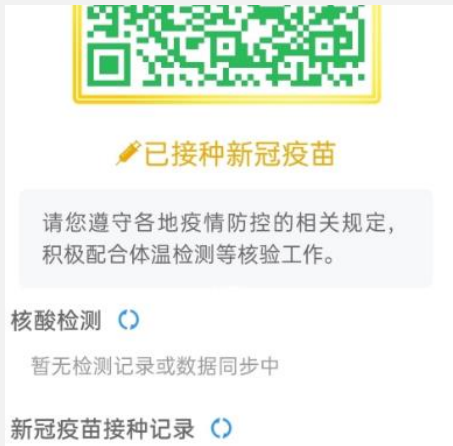 已接种新冠疫苗
请您遵守各地疫情防控的相关规定，
积极配合体温检测等核验工作。
核酸检测
暂无检测记录或数据同步中
新冠疫苗接种记录